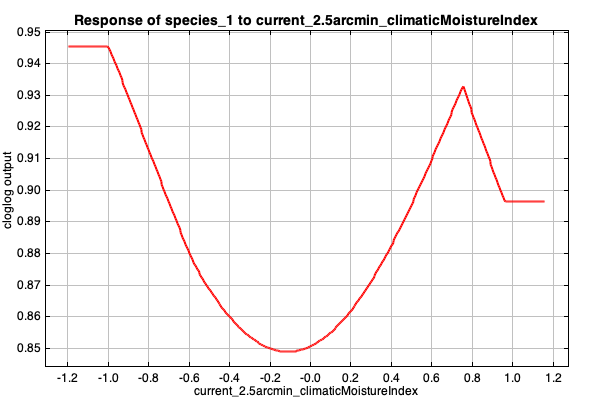 Response of species_1 to current_2.5arcmin_climaticMoistureIndex
0.95
0.94
0.93
0.92
0.91
0.90
0.89
0.88
0.87
0.86
0.85
cloglog output
-1.2 -1.0 -0.8 -0.6 -0.4 -0.2 -0.0 0.2 0.4 0.6 0.8 1.0 1.2
current_2.5arcmin_climaticMoistureIndex